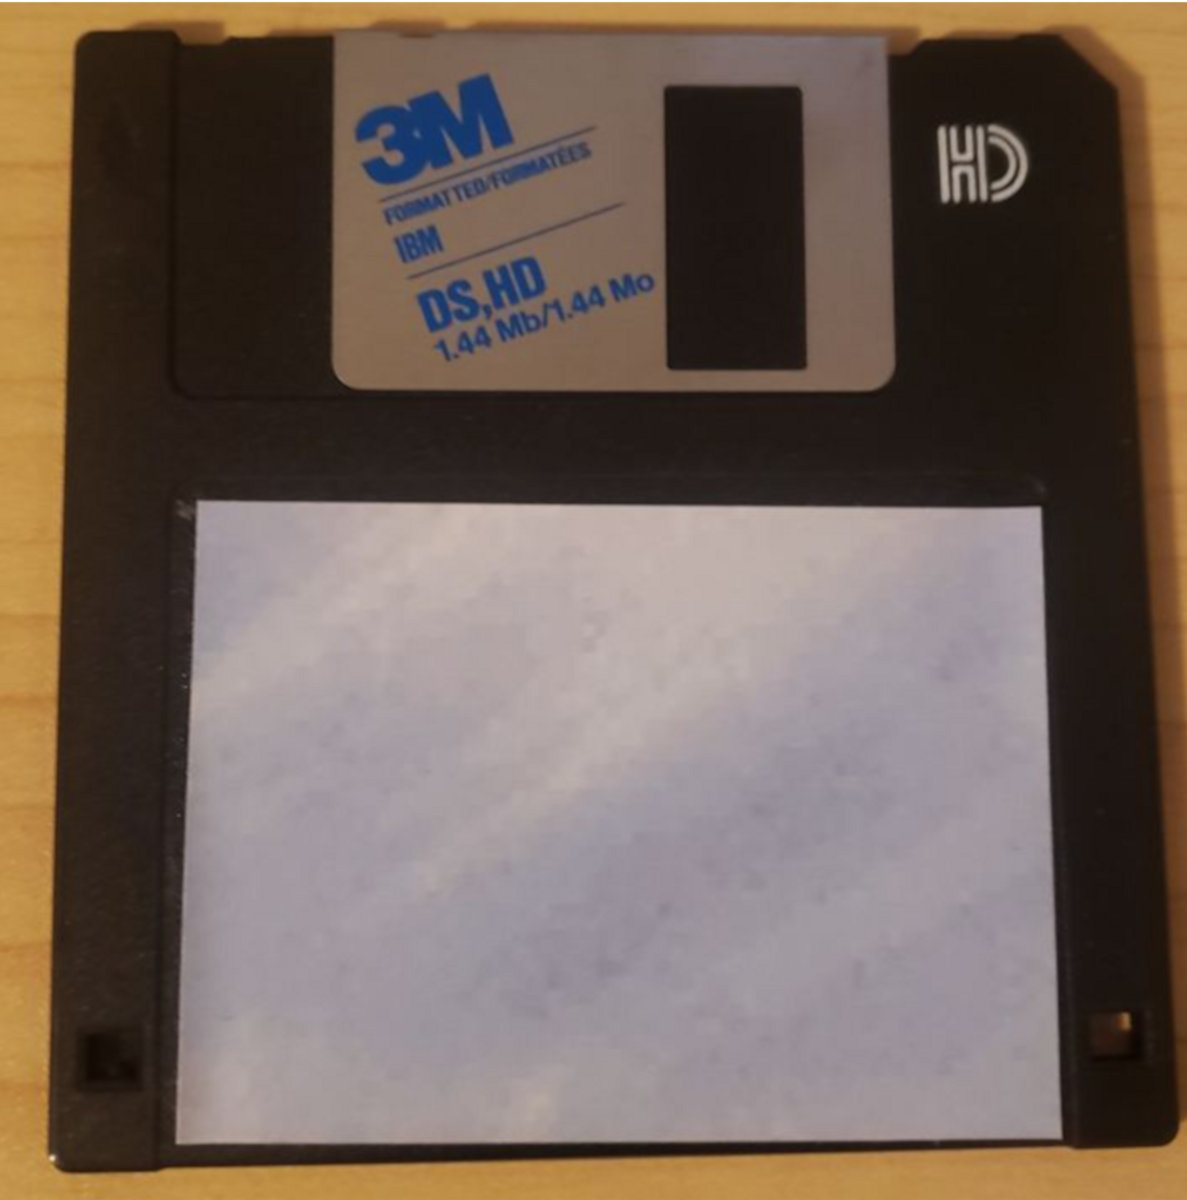 3M
FORMATTED/FORMATÉES
IBM
DS,HD
1.44 Mb/1.44 Mo
HD